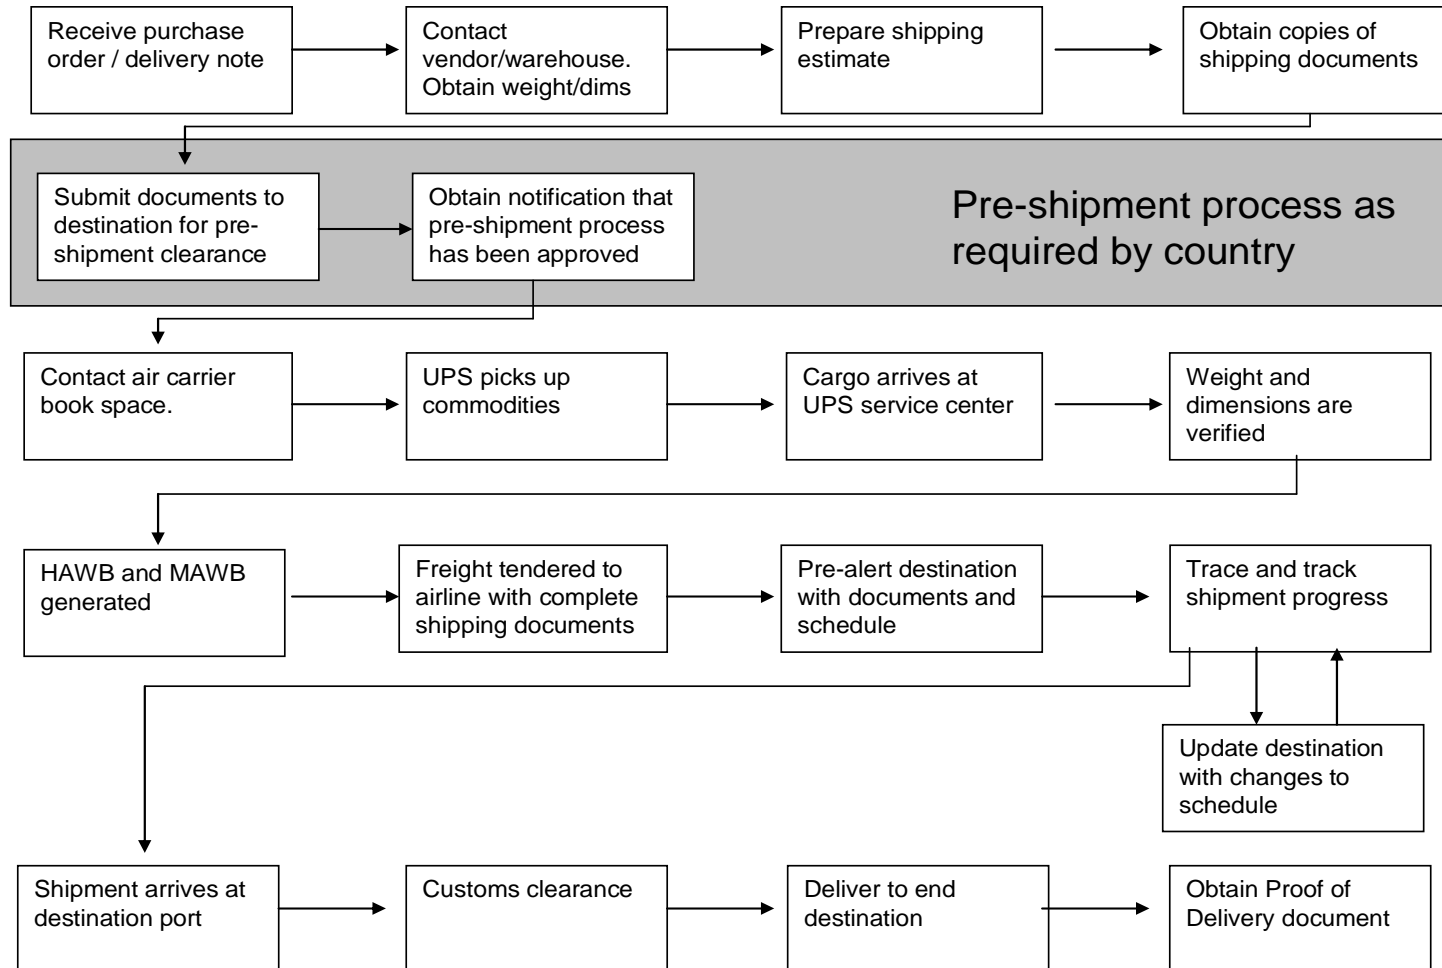 Receive purchase
order / delivery note
Contact
vendor/warehouse.
Obtain weight/dims
Prepare shipping
estimate
Obtain copies of
shipping documents
Submit documents to
destination for pre-
shipment clearance
Obtain notification that
pre-shipment process
has been approved
Pre-shipment process as
required by country
Contact air carrier
book space.
UPS picks up
commodities
Cargo arrives at
UPS service center
Weight and
dimensions are
verified
HAWB and MAWB
generated
Freight tendered to
airline with complete
shipping documents
Pre-alert destination
with documents and
schedule
Trace and track
shipment progress
Update destination
with changes to
schedule
Shipment arrives at
destination port
Customs clearance
Deliver to end
destination
Obtain Proof of
Delivery document